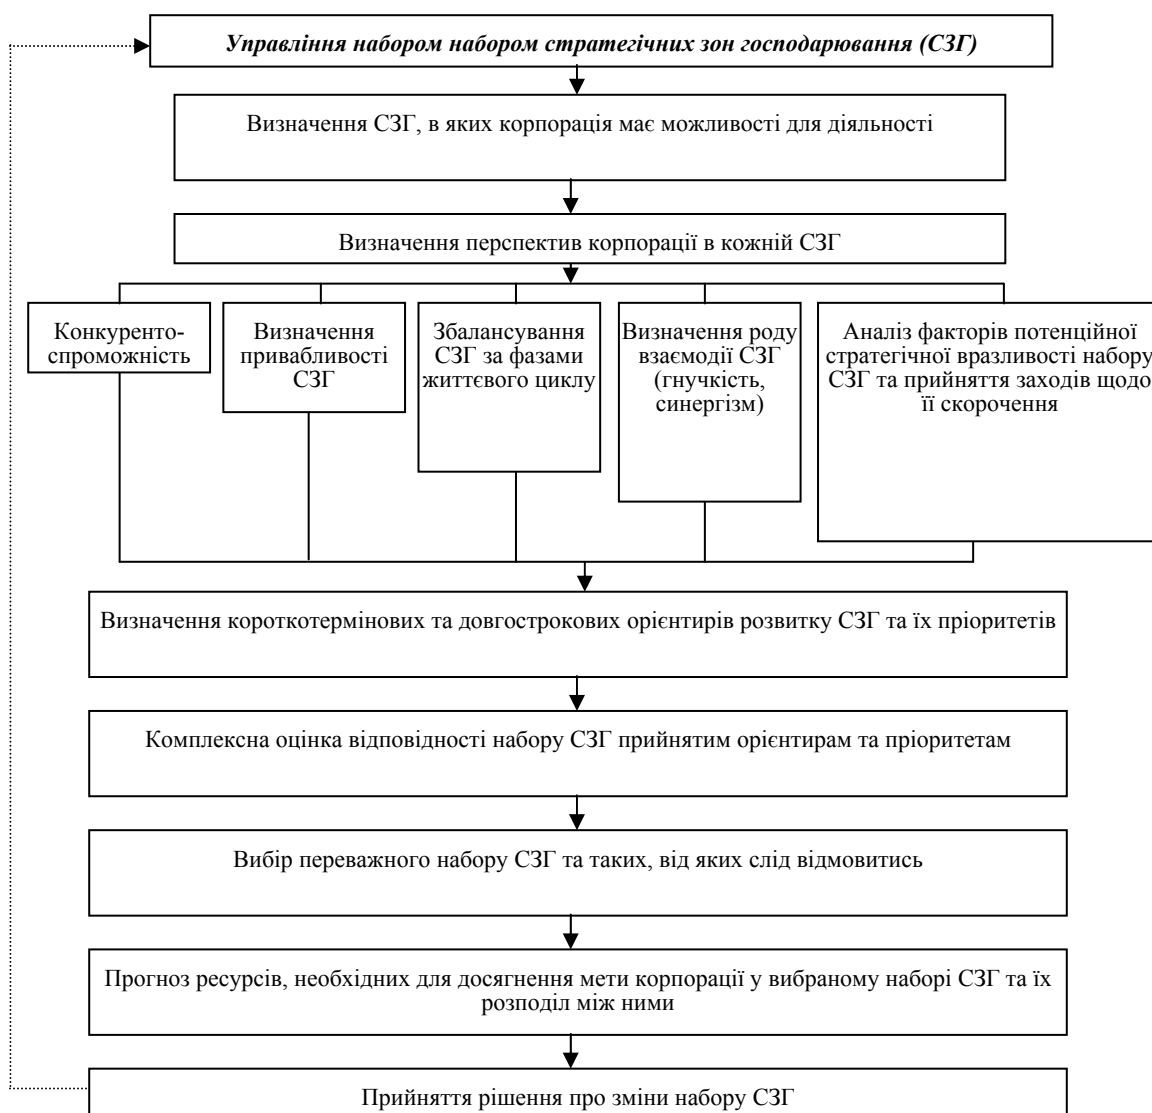 Управління набором набором стратегічних зон господарювання (СЗГ)
Визначення СЗГ, в яких корпорація має можливості для діяльності
Визначення перспектив корпорації в кожній СЗГ
Конкуренто-
спроможність
Визначення
привабливості
СЗГ
Збалансування
СЗГ за фазами
життєвого циклу
Визначення роду
взаємодії СЗГ
(гнучкість,
синергізм)
Аналіз факторів потенційної
стратегічної вразливості набору
СЗГ та прийняття заходів щодо
її скорочення
Визначення короткотермінових та довгострокових орієнтирів розвитку СЗГ та їх пріоритетів
Комплексна оцінка відповідності набору СЗГ прийнятим орієнтирам та пріоритетам
Вибір переважного набору СЗГ та таких, від яких слід відмовитись
Прогноз ресурсів, необхідних для досягнення мети корпорації у вибраному наборі СЗГ та їх
розподіл між ними
Прийняття рішення про зміни набору СЗГ